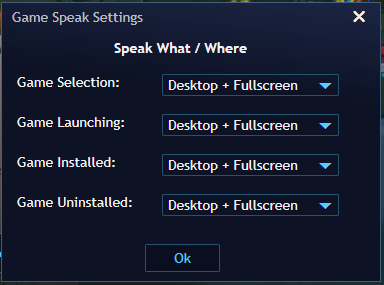 Game Speak Settings
Speak What / Where
Game Selection: Desktop + Fullscreen
Game Launching: Desktop + Fullscreen
Game Installed: Desktop + Fullscreen
Game Uninstalled: Desktop + Fullscreen
Ok